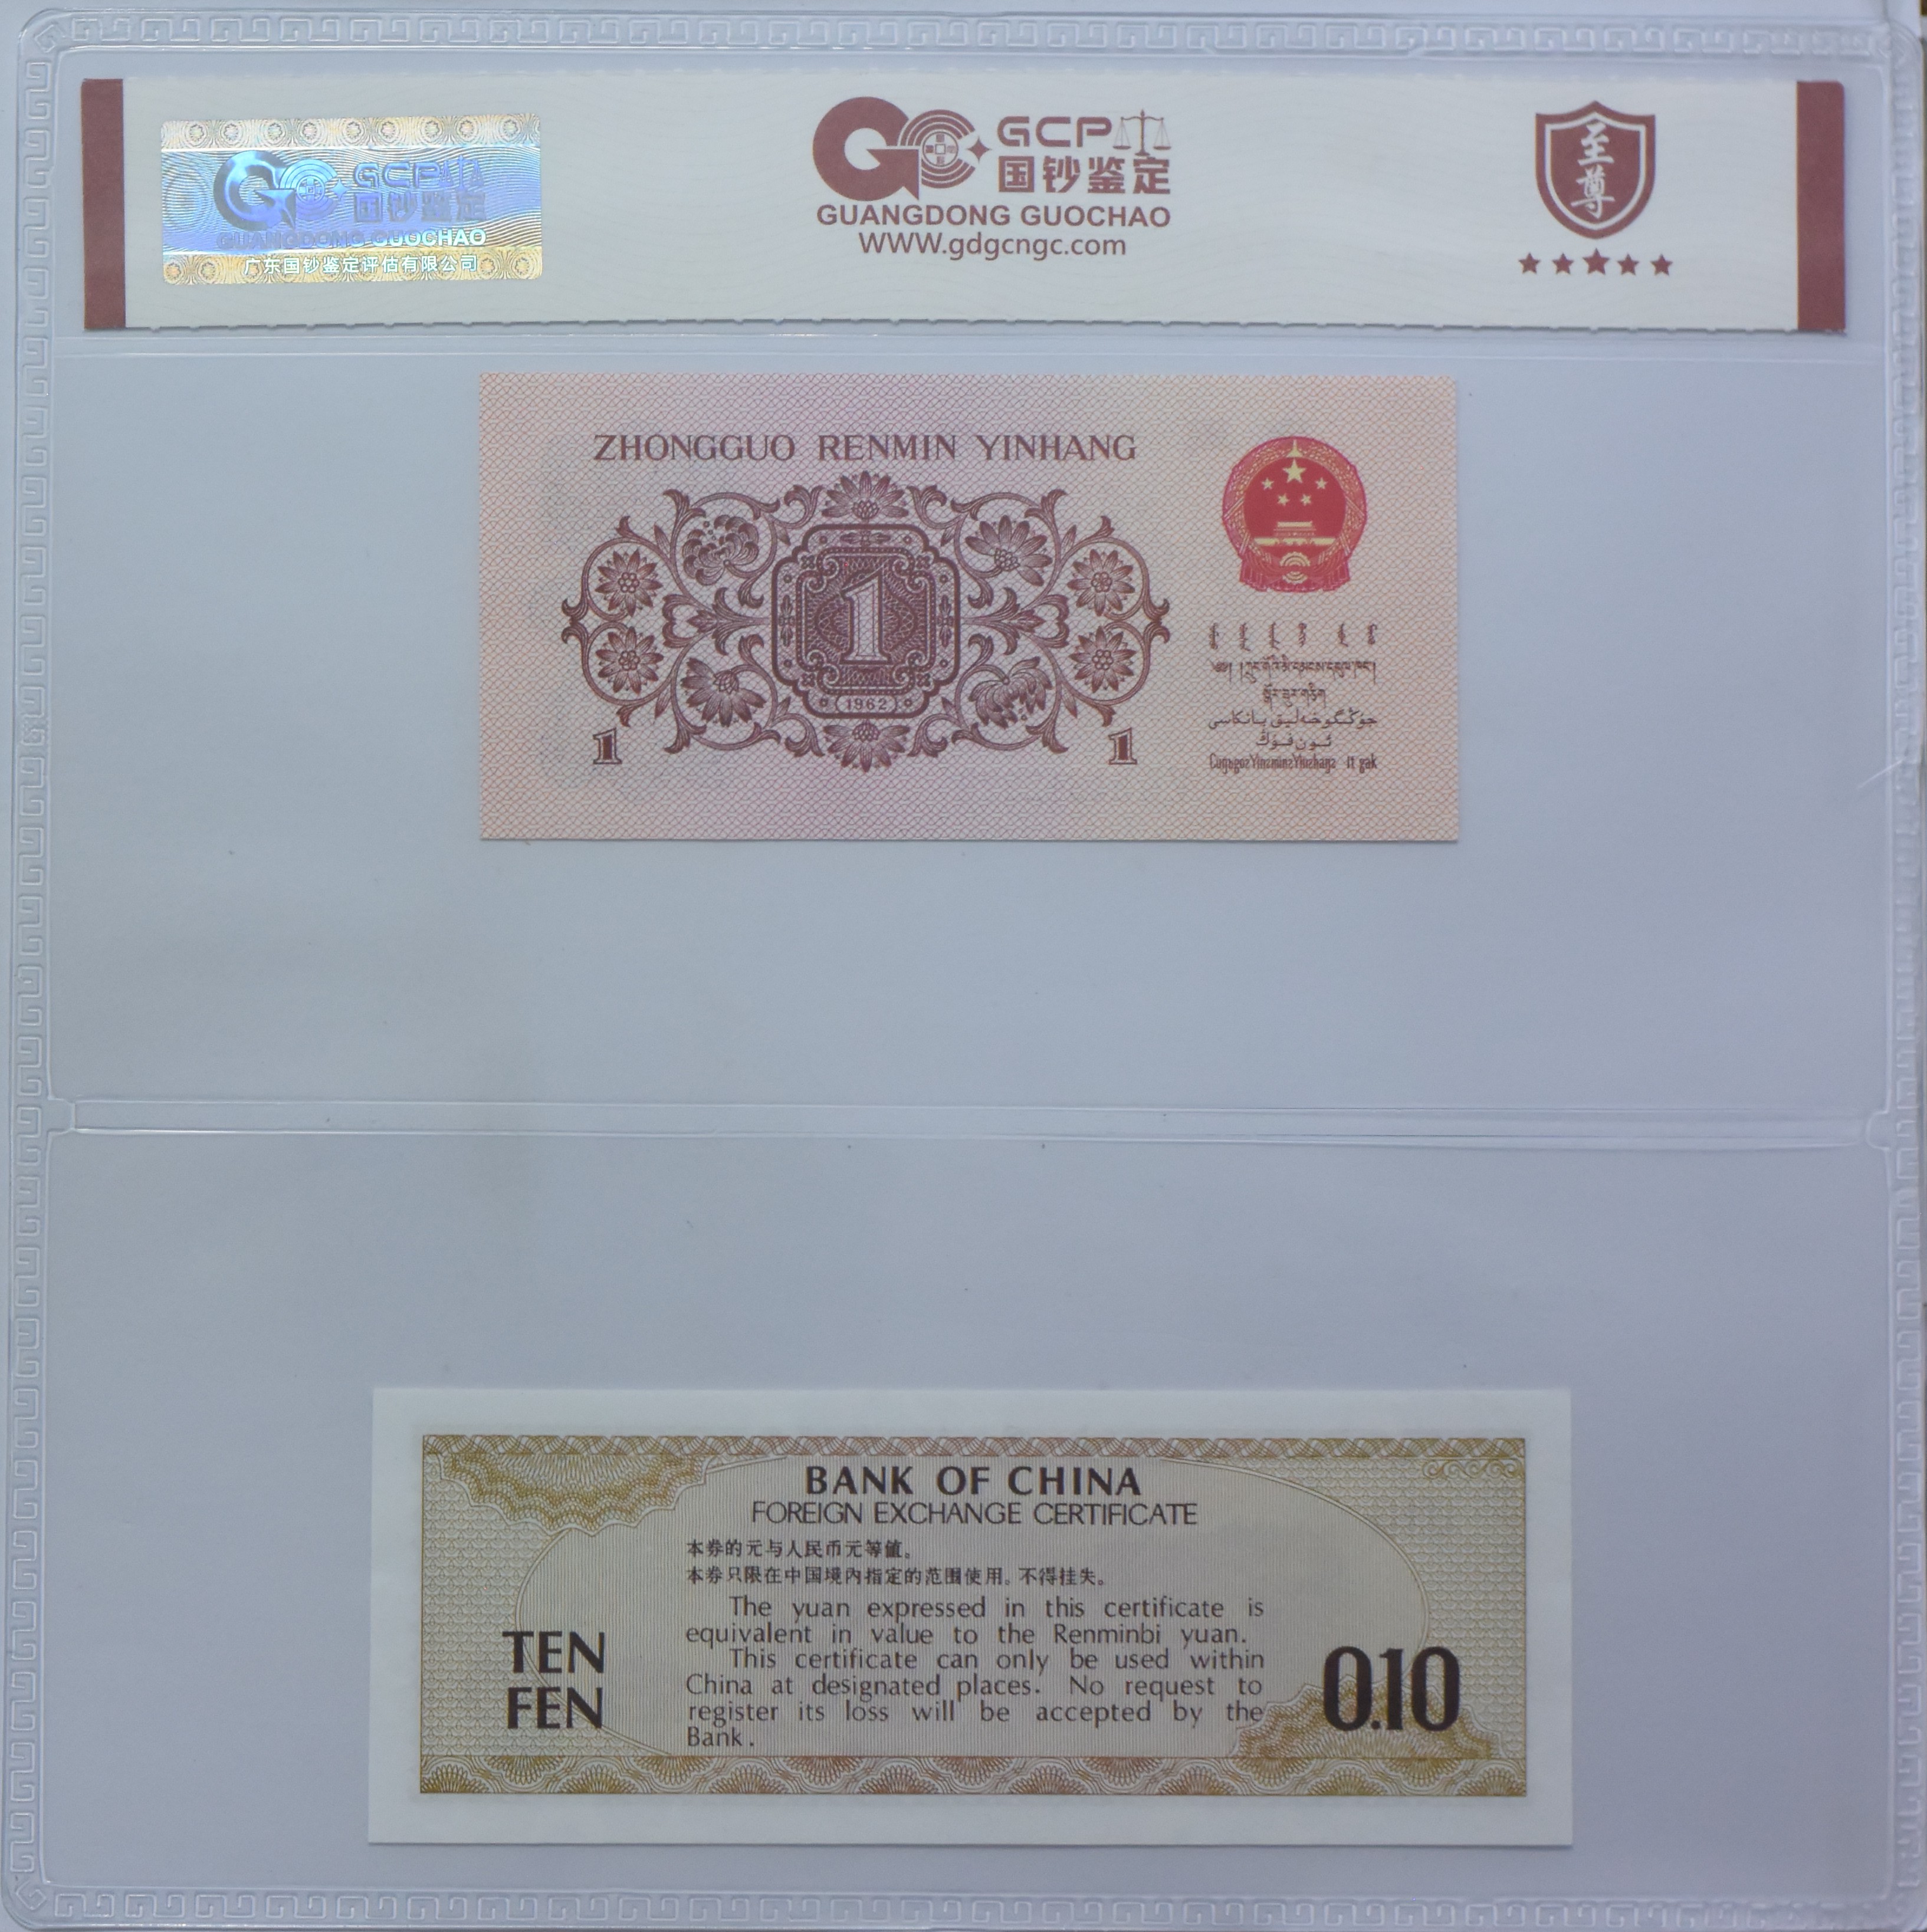 GCP
国钞鉴定
GUANGDONG GUOCHAO
广东国钞鉴定评估有限公司
GCP
国钞鉴定
GUANGDONG GUOCHAO
WWW.gdgcngc.com
至尊
ZHONGGUO RENMIN YINHANG
1
1962
1
1
جۇڭگو خەلىق بانكاسى
ئون فۇڭ
BANK OF CHINA
FOREIGN EXCHANGE CERTIFICATE
本券的元与人民币元等值。
本券只限在中国境内指定的范围使用。不得挂失。
The yuan expressed in this certificate is
equivalent in value to the Renminbi yuan.
This certificate can only be used within
China at designated places. No request to
register its loss will be accepted by the
Bank.
TEN
FEN
0.10